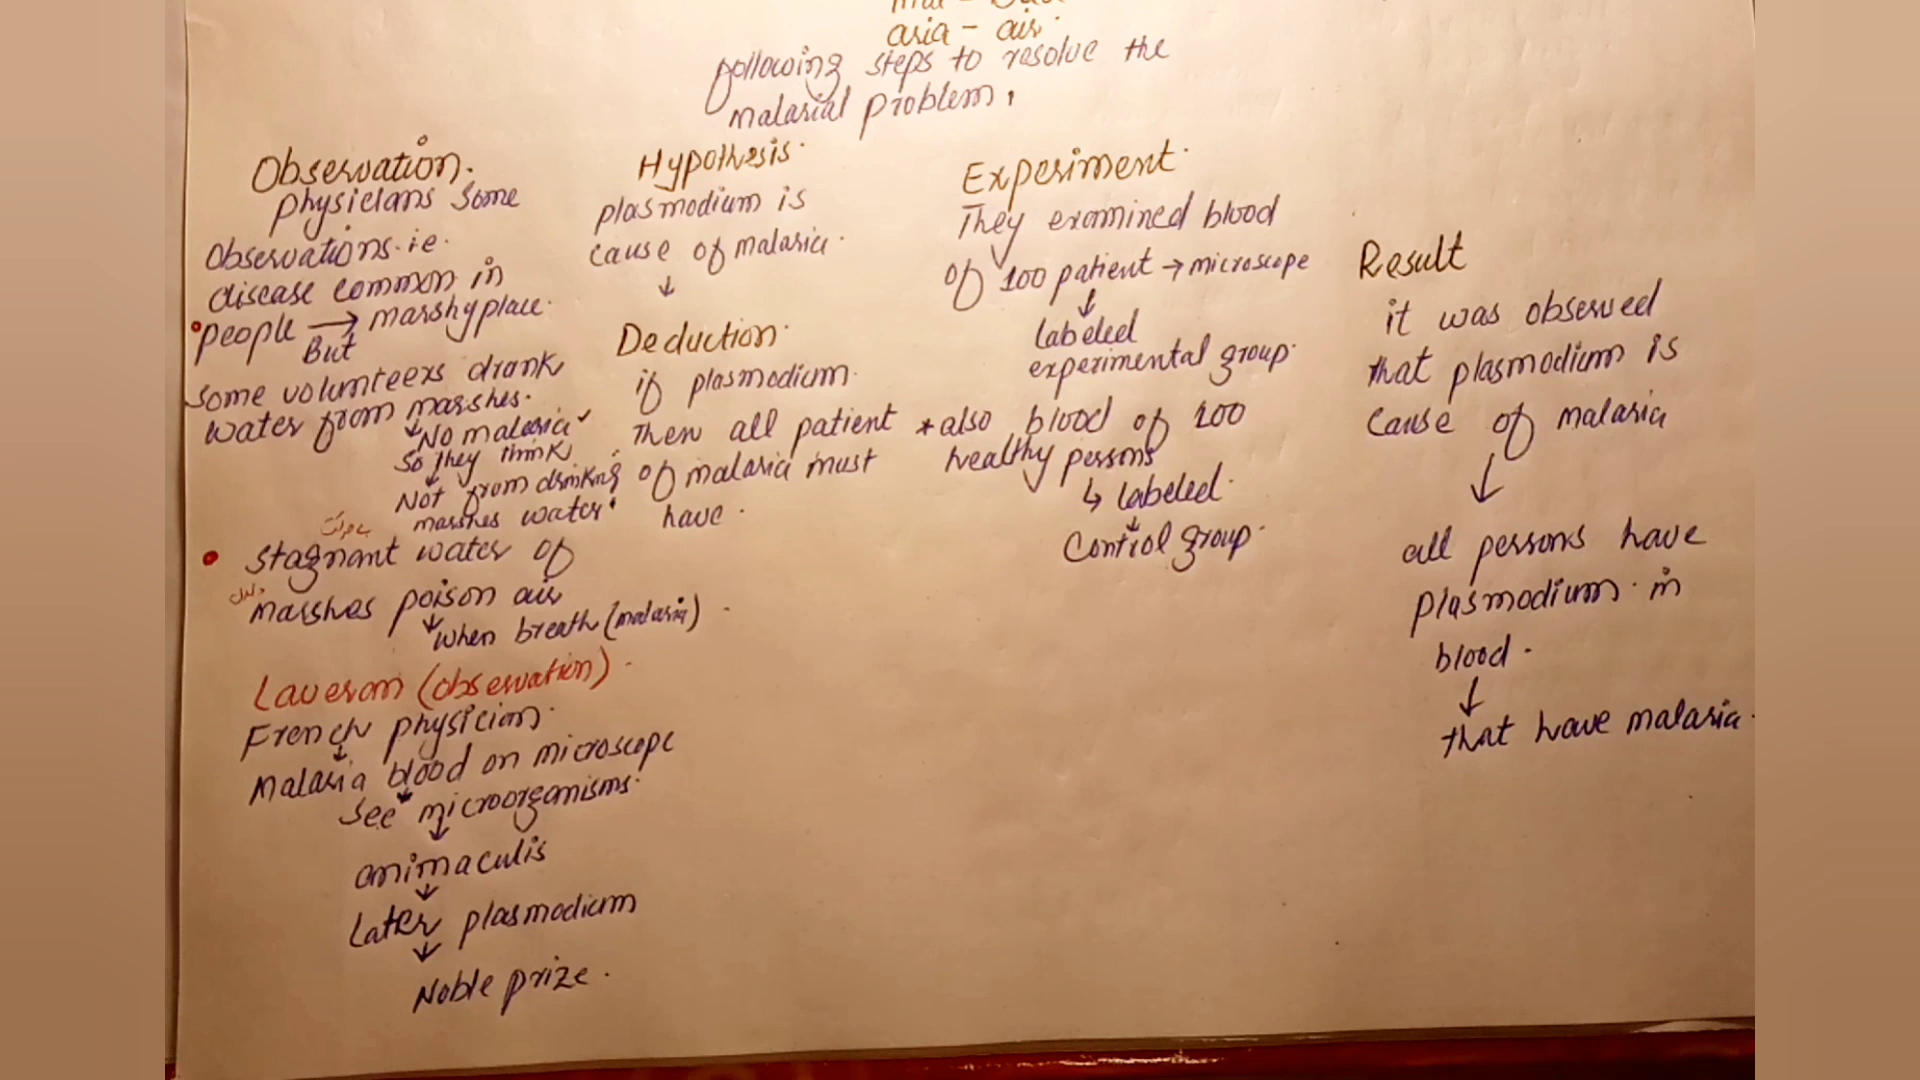 aria - air.
following steps to resolve the
malarial problem.
Observation.
physicians some
observations. ie.
disease common in
• people → marshy place.
But
some volunteers drank
water from marshes.
↓ No malaria ✓
so they think
Not from drinking
marshes water.
• stagnant water of
marshes poison air
↓ when breath (malaria).
Laveran (observation).
French physician.
↓
Malaria blood on microscope
↓
see microorganisms.
↓
animaculis
↓
Later plasmodium
↓
Noble prize.
Hypothesis.
plasmodium is
cause of malaria.
↓
Deduction.
if plasmodium.
Then all patient
of malaria must
have.
Experiment.
They examined blood
of 100 patient → microscope
↓
labeled
experimental group.
* also blood of 100
healthy persons
↳ labeled.
↓
Control group.
Result
it was observed
that plasmodium is
cause of malaria
↓
all persons have
plasmodium. in
blood.
↓
that have malaria.